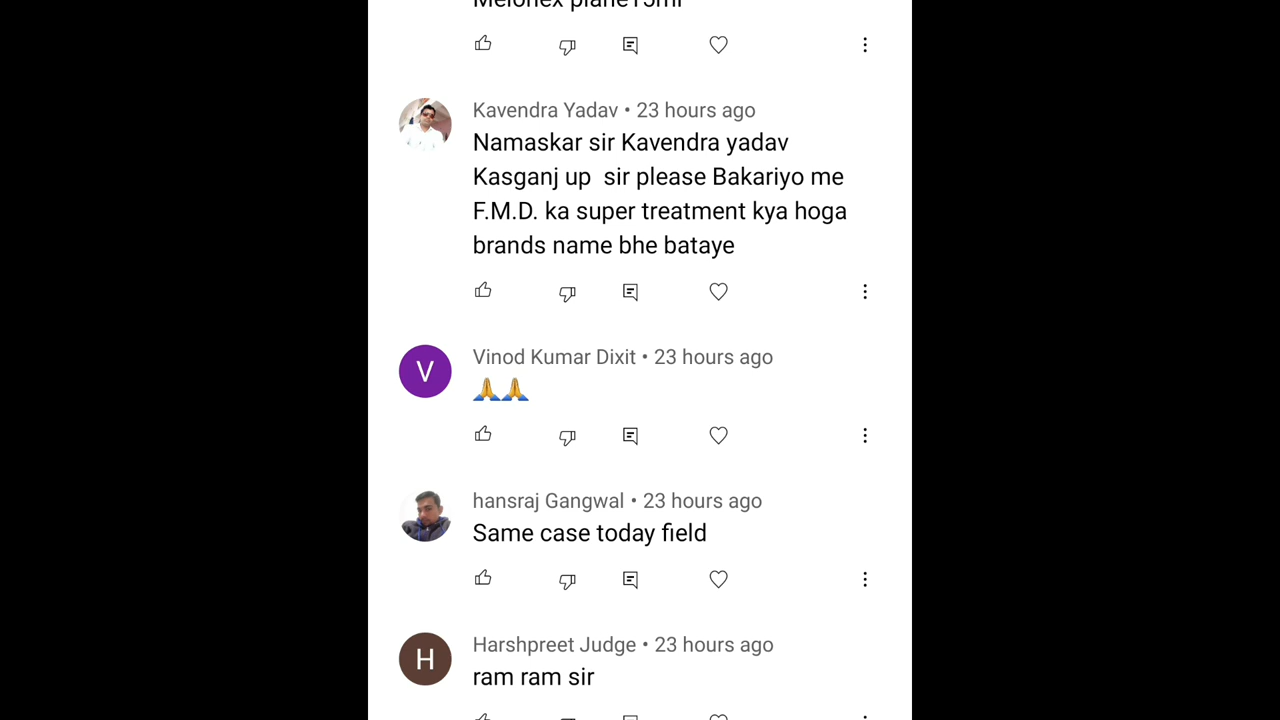 Melonex plane15ml
Kavendra Yadav • 23 hours ago
Namaskar sir Kavendra yadav
Kasganj up  sir please Bakariyo me
F.M.D. ka super treatment kya hoga
brands name bhe bataye
V
Vinod Kumar Dixit • 23 hours ago
🙏🙏
hansraj Gangwal • 23 hours ago
Same case today field
H
Harshpreet Judge • 23 hours ago
ram ram sir